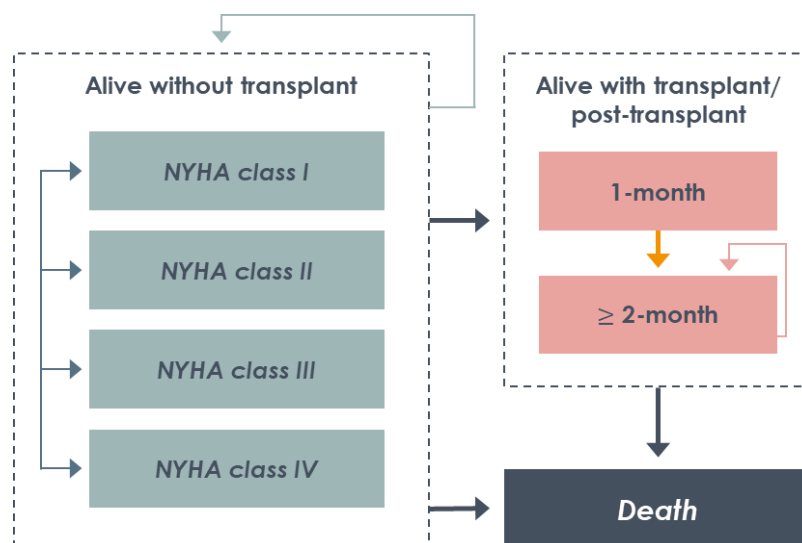 Alive without transplant
NYHA class I
NYHA class II
NYHA class III
NYHA class IV
Alive with transplant/
post-transplant
1-month
≥ 2-month
Death